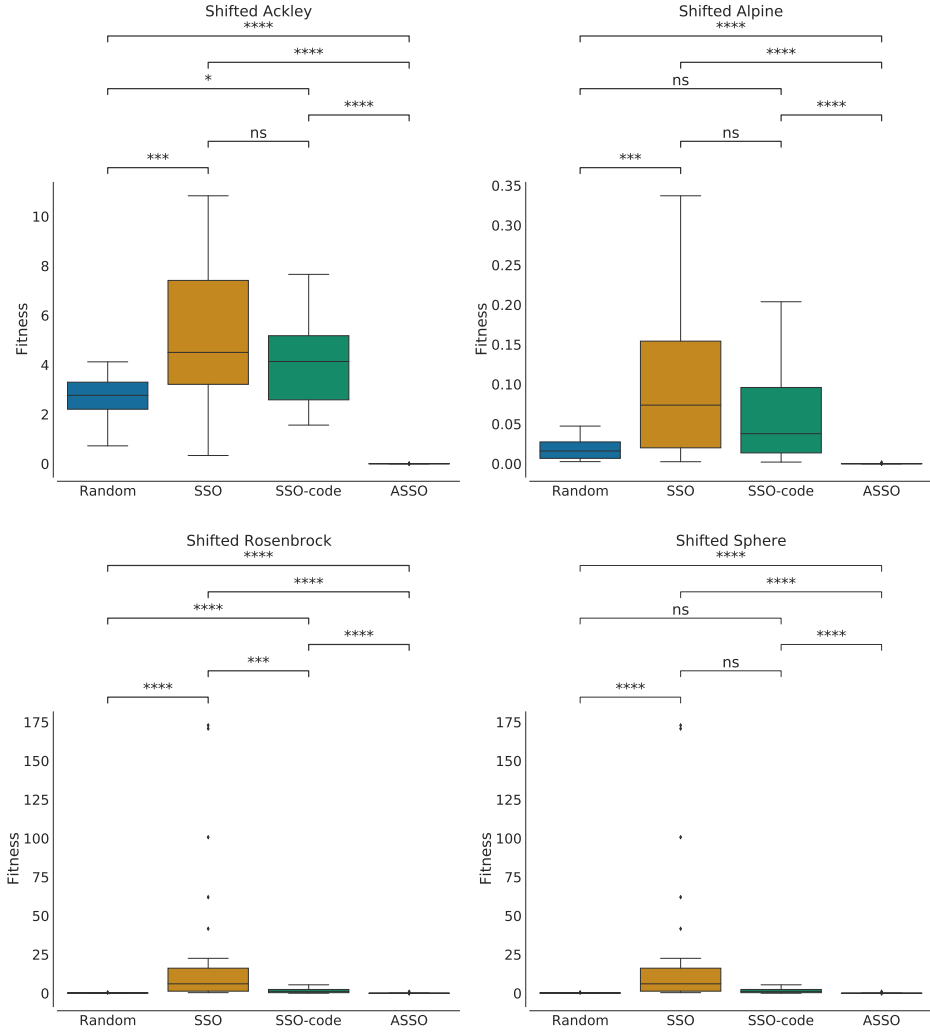 Shifted Ackley
****
****
*
****
ns
***
10
8
6
4
2
0
Fitness
Random SSO SSO-code ASSO
Shifted Alpine
****
****
ns
****
ns
***
0.35
0.30
0.25
0.20
0.15
0.10
0.05
0.00
Fitness
Random SSO SSO-code ASSO
Shifted Rosenbrock
****
****
****
****
***
****
175
150
125
100
75
50
25
0
Fitness
Random SSO SSO-code ASSO
Shifted Sphere
****
****
ns
****
ns
****
175
150
125
100
75
50
25
0
Fitness
Random SSO SSO-code ASSO